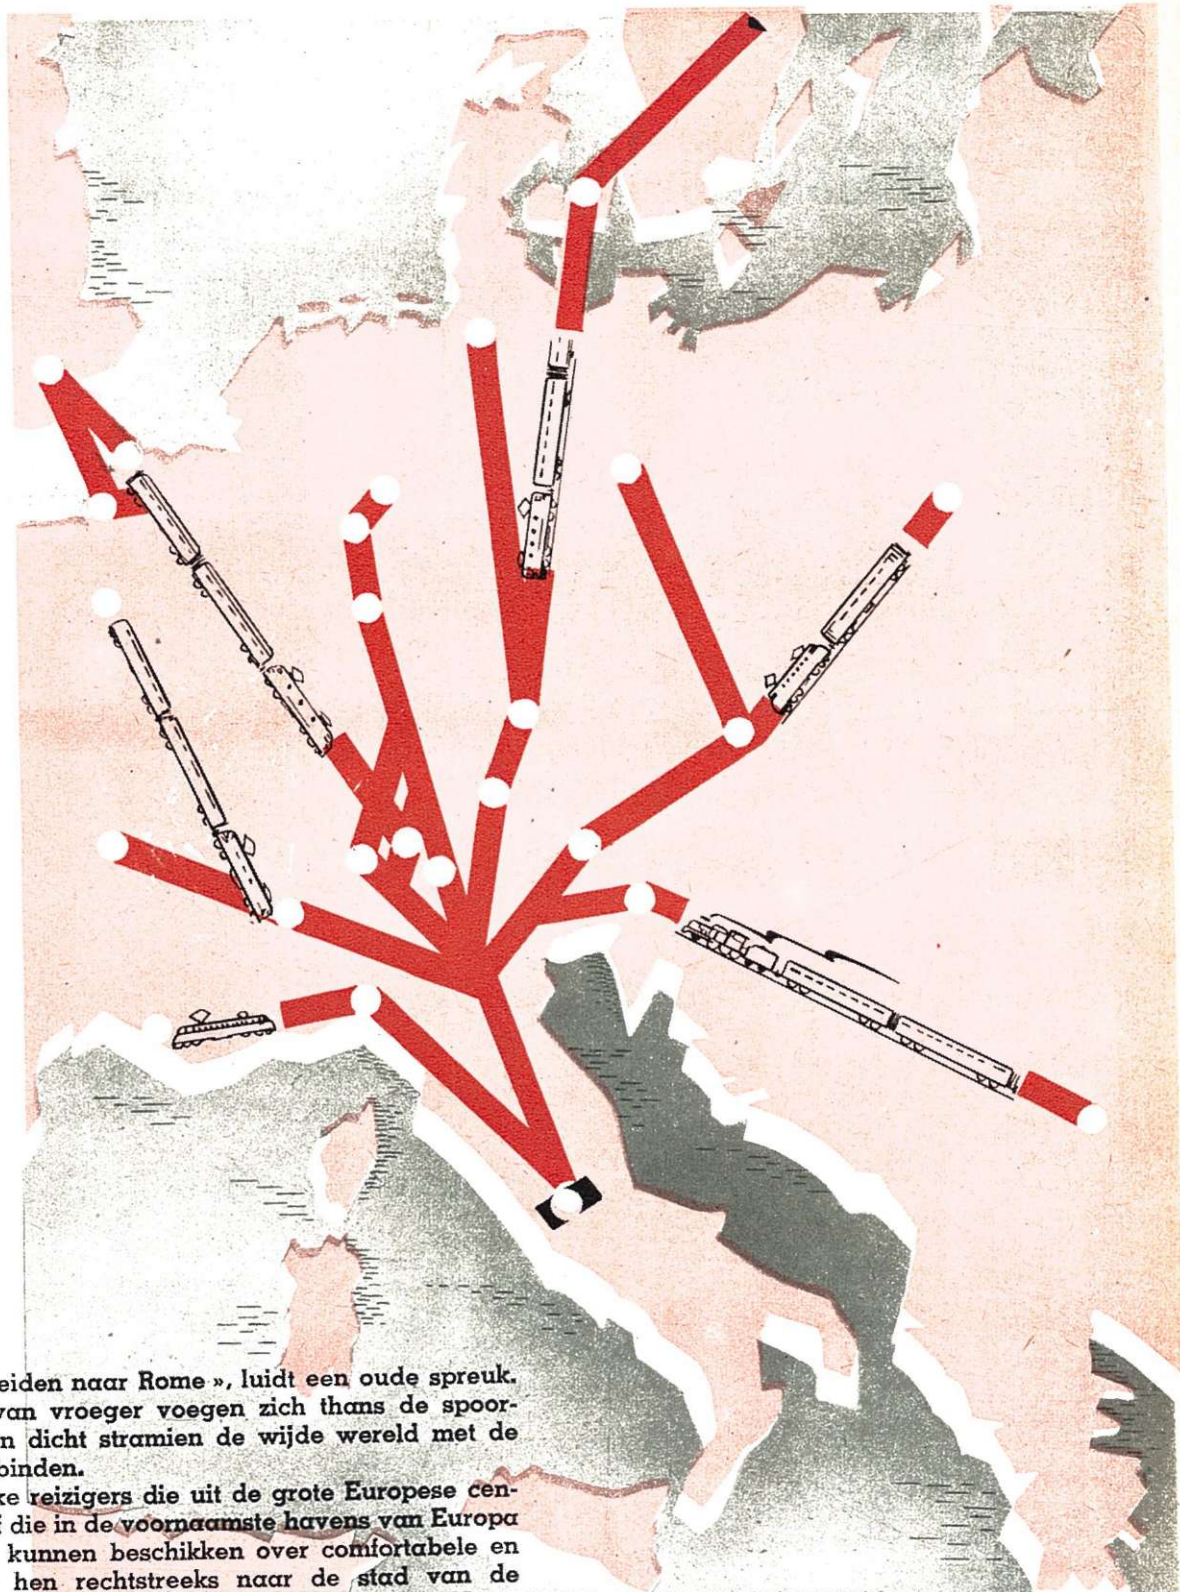 eiden naar Rome », luidt een oude spreuk.
van vroeger voegen zich thans de spoor-
n dicht stramien de wijde wereld met de
binden.
ke reizigers die uit de grote Europese cen-
die in de voornaamste havens van Europa
kunnen beschikken over comfortabele en
hen rechtstreeks naar de stad van de